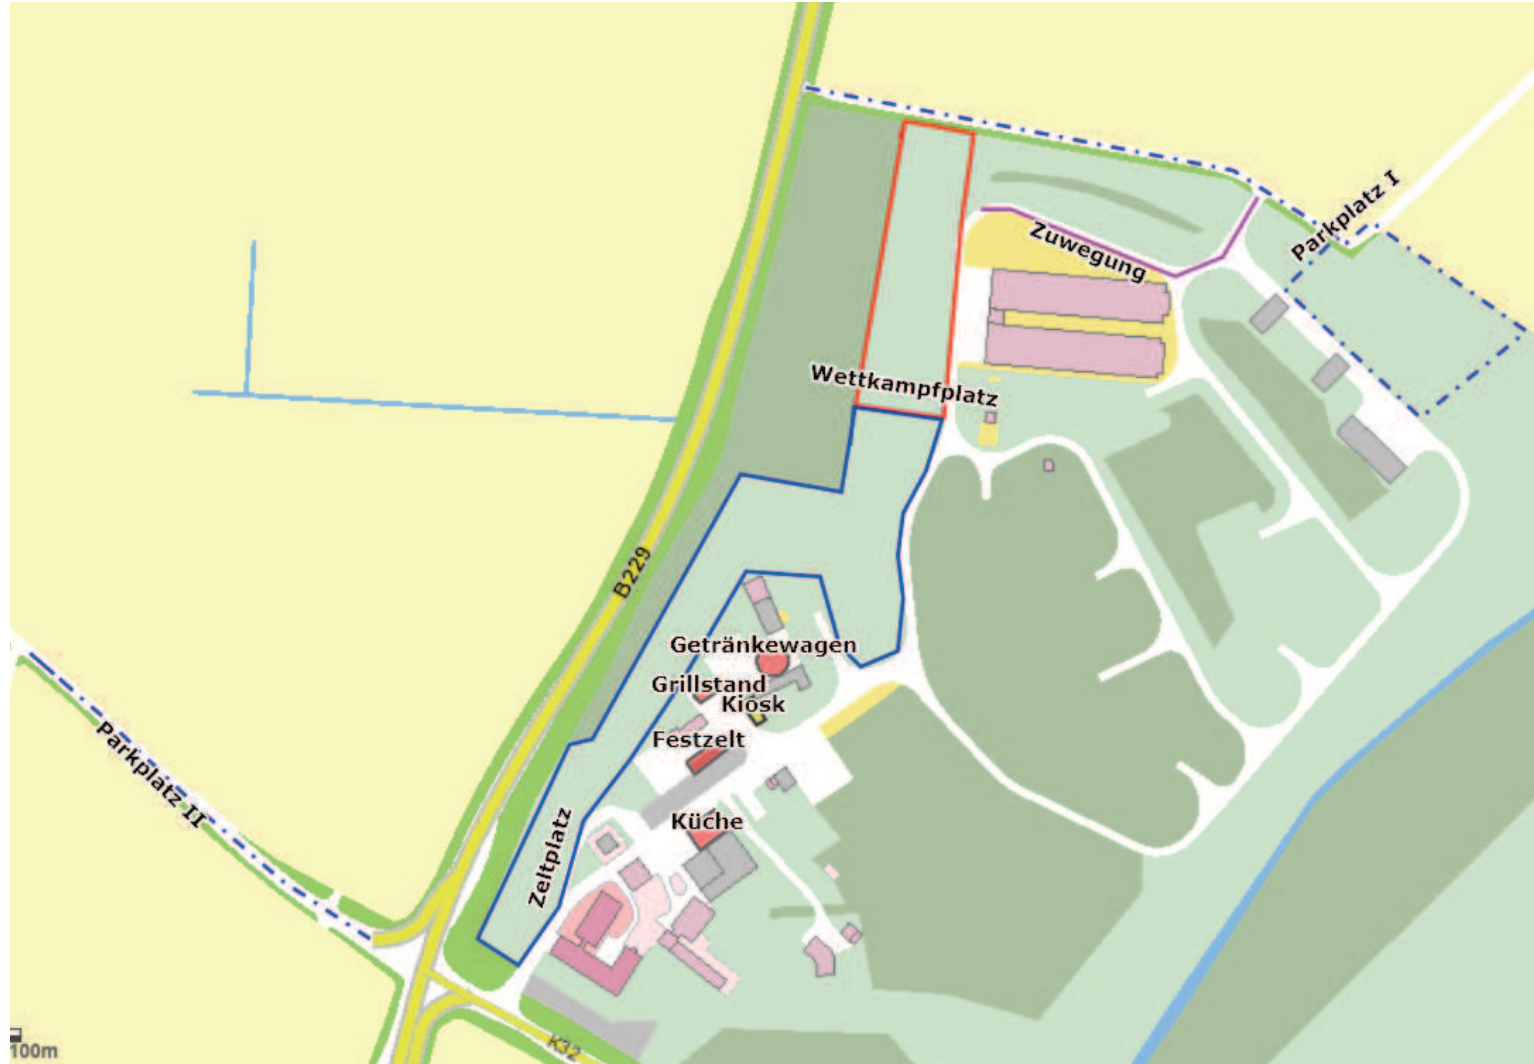 Parkplatz I
Zuwegung
Wettkampfplatz
B229
Getränkewagen
Grillstand
Kiosk
Festzelt
Parkplatz II
Küche
Zeltplatz
K32
100m